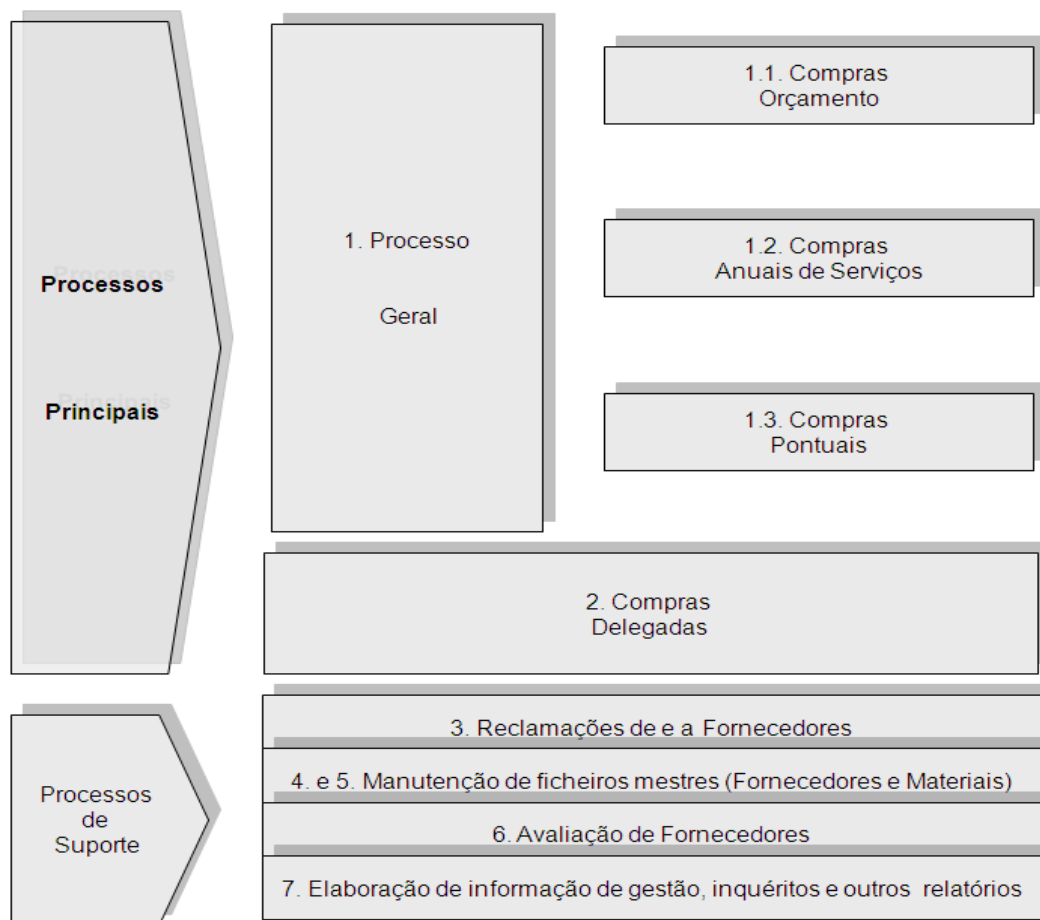 Processos
Principais
1. Processo
Geral
1.1. Compras
Orçamento
1.2. Compras
Anuais de Serviços
1.3. Compras
Pontuais
2. Compras
Delegadas
Processos
de
Suporte
3. Reclamações de e a Fornecedores
4. e 5. Manutenção de ficheiros mestres (Fornecedores e Materiais)
6. Avaliação de Fornecedores
7. Elaboração de informação de gestão, inquéritos e outros relatórios